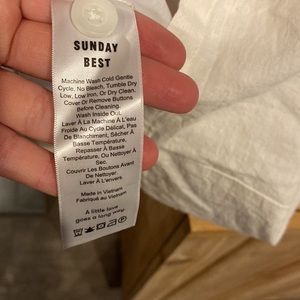 SUNDAY
BEST
Machine Wash Cold Gentle
Cycle, No Bleach, Tumble Dry
Low, Low Iron, Or Dry Clean.
Cover Or Remove Buttons
Before Cleaning.
Wash Inside Out.
Laver À La Machine À L'eau
Froide Au Cycle Délicat, Pas
De Blanchiment, Sécher À
Basse Température,
Repasser À Basse
Température, Ou Nettoyer À
Sec.
Couvrir Les Boutons Avant
De Nettoyer.
Laver À L'envers.
Made in Vietnam
Fabriqué au Vietnam
A little love
goes a long way